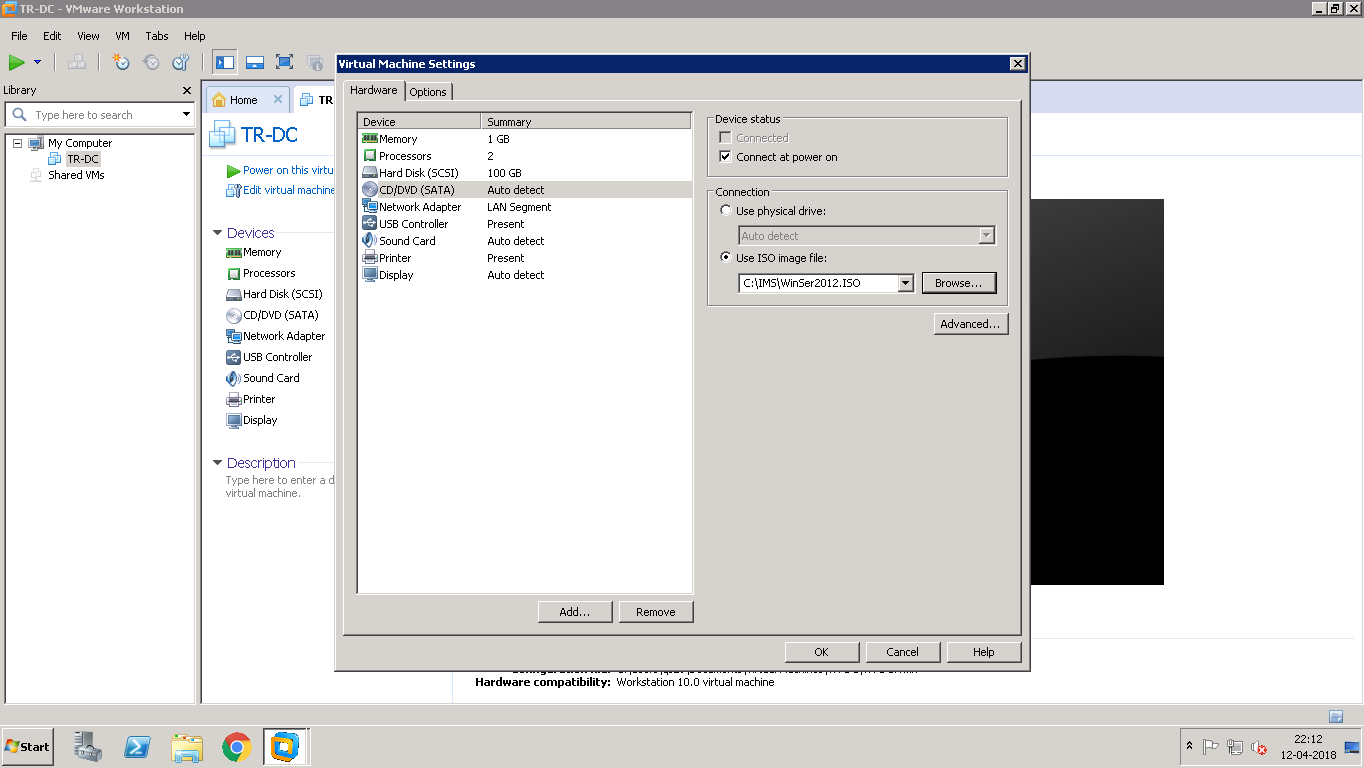 TR-DC - VMware Workstation
File Edit View VM Tabs Help
Library
Type here to search
My Computer
TR-DC
Shared VMs
Home
TR
TR-DC
Power on this virtu
Edit virtual machine
Devices
Memory
Processors
Hard Disk (SCSI)
CD/DVD (SATA)
Network Adapter
USB Controller
Sound Card
Printer
Display
Description
Type here to enter a d
virtual machine.
Virtual Machine Settings
Hardware Options
Device Summary
Memory 1 GB
Processors 2
Hard Disk (SCSI) 100 GB
CD/DVD (SATA) Auto detect
Network Adapter LAN Segment
USB Controller Present
Sound Card Auto detect
Printer Present
Display Auto detect
Add... Remove
Device status
Connected
Connect at power on
Connection
Use physical drive:
Auto detect
Use ISO image file:
C:\IMS\WinSer2012.ISO Browse...
Advanced...
OK Cancel Help
Hardware compatibility: Workstation 10.0 virtual machine
Start
22:12
12-04-2018